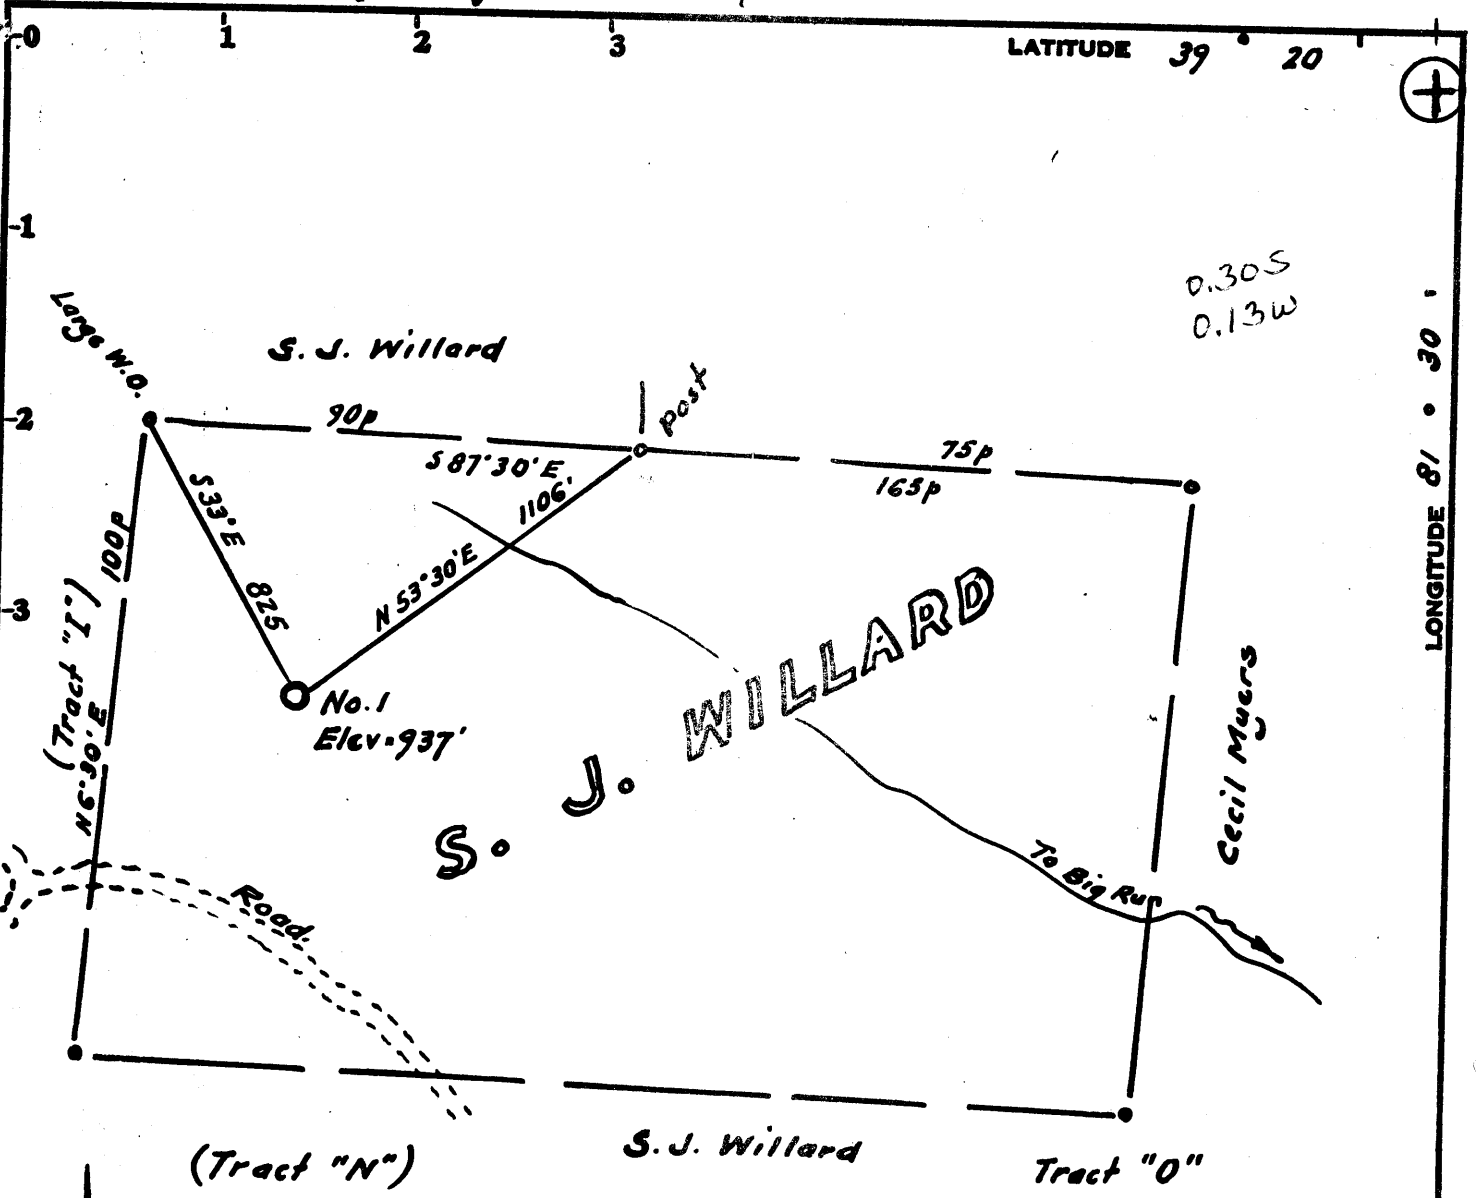 0 1 2 3
LATITUDE 39 ° 20
-1
-2
-3
0.30S
0.13W
LONGITUDE 81 ° 30 '
Large W.O.
S. J. Willard
90p
S 87°30' E
post
75p
165p
S33°E 825
N 53°30'E 1106'
No. 1
Elev=937'
(Tract "I") 100p
N6°30' E
S. J. WILLARD
Cecil Myers
To Big Run
Road
(Tract "N")
S. J. Willard
Tract "O"